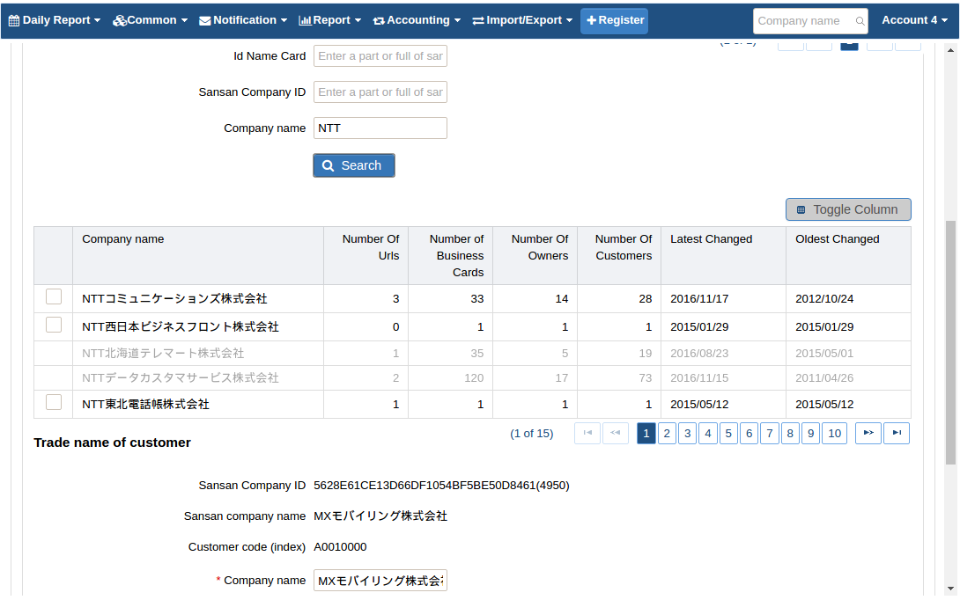 Daily Report Common Notification Report Accounting Import/Export Register Company name Account 4
Id Name Card Enter a part or full of sar
Sansan Company ID Enter a part or full of sar
Company name NTT
Search
Toggle Column
Company name Number Of Urls Number of Business Cards Number Of Owners Number Of Customers Latest Changed Oldest Changed
NTTコミュニケーションズ株式会社 3 33 14 28 2016/11/17 2012/10/24
NTT西日本ビジネスフロント株式会社 0 1 1 1 2015/01/29 2015/01/29
NTT北海道テレマート株式会社 1 35 5 19 2016/08/23 2015/05/01
NTTデータカスタマサービス株式会社 2 120 17 73 2016/11/15 2011/04/26
NTT東北電話帳株式会社 1 1 1 1 2015/05/12 2015/05/12
(1 of 15) 1 2 3 4 5 6 7 8 9 10
Trade name of customer
Sansan Company ID 5628E61CE13D66DF1054BF5BE50D8461(4950)
Sansan company name MXモバイリング株式会社
Customer code (index) A0010000
* Company name MXモバイリング株式会